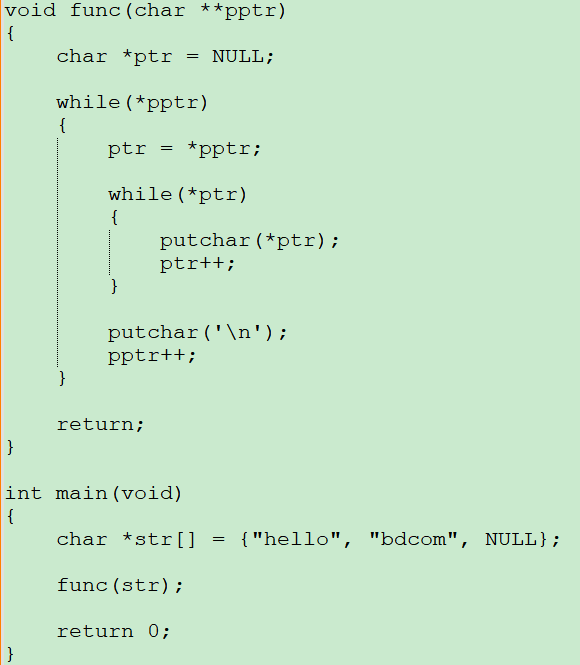 void func(char **pptr)
{
    char *ptr = NULL;

    while(*pptr)
    {
        ptr = *pptr;

        while(*ptr)
        {
            putchar(*ptr);
            ptr++;
        }

        putchar('\n');
        pptr++;
    }

    return;
}

int main(void)
{
    char *str[] = {"hello", "bdcom", NULL};

    func(str);

    return 0;
}